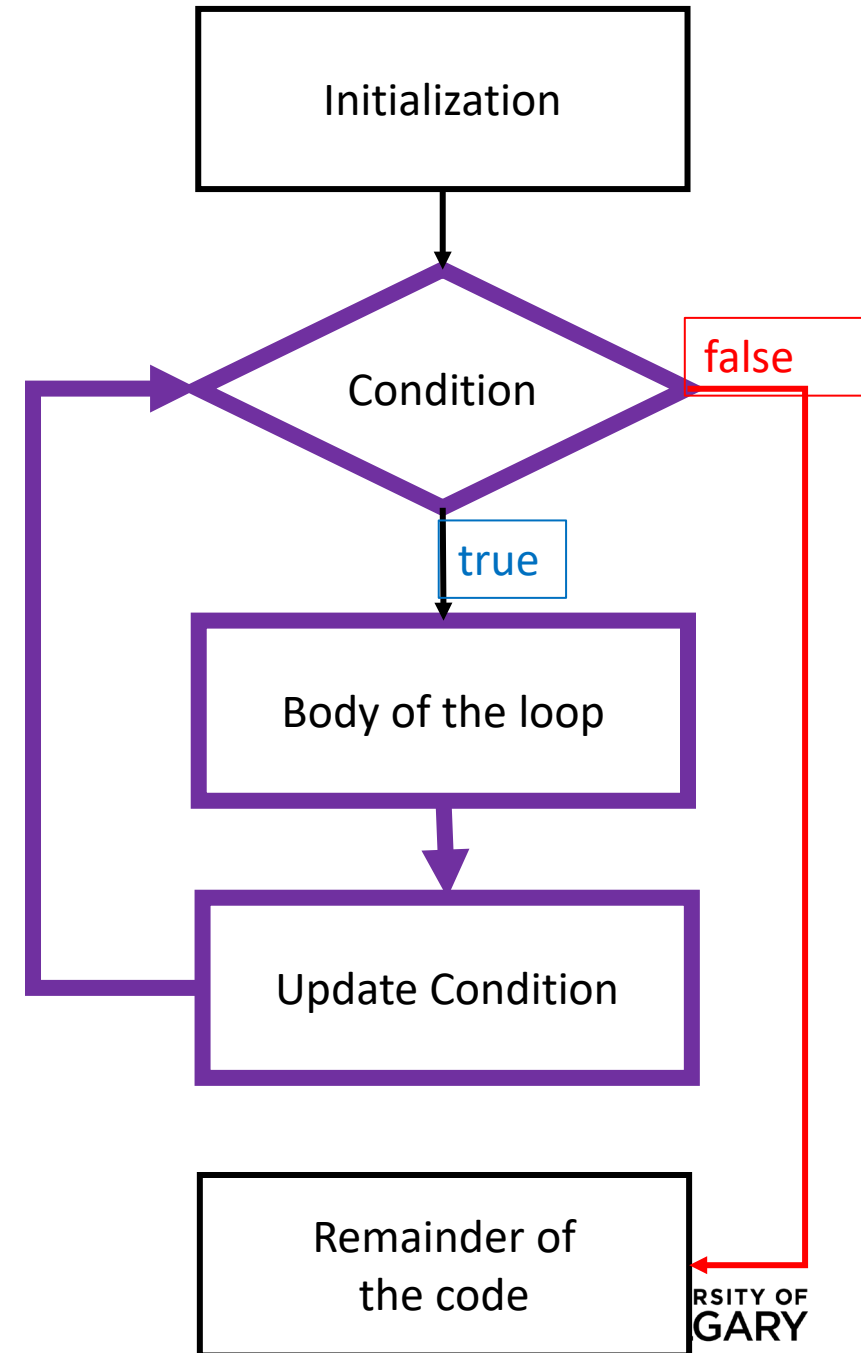 Initialization
Condition
false
true
Body of the loop
Update Condition
Remainder of
the code
RSITY OF
GARY